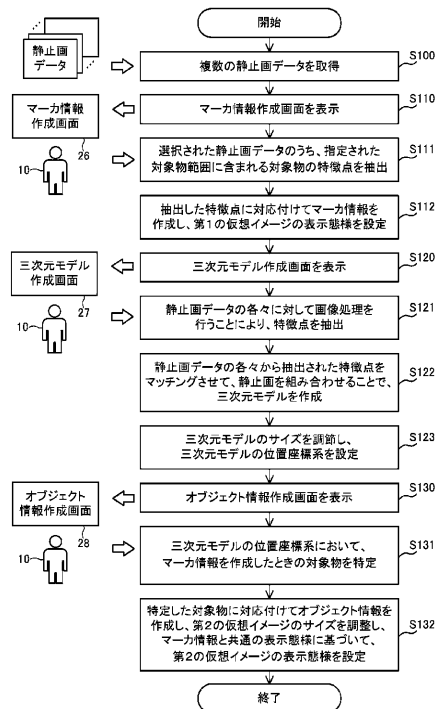 開始
静止画
データ
複数の静止画データを取得
S100
マーカ情報作成画面を表示
S110
マーカ情報
作成画面
26
10
選択された静止画データのうち、指定された
対象物範囲に含まれる対象物の特徴点を抽出
S111
抽出した特徴点に対応付けてマーカ情報を
作成し、第1の仮想イメージの表示態様を設定
S112
三次元モデル作成画面を表示
S120
三次元モデル
作成画面
27
10
静止画データの各々に対して画像処理を
行うことにより、特徴点を抽出
S121
静止画データの各々から抽出された特徴点を
マッチングさせて、静止画を組み合わせることで、
三次元モデルを作成
S122
三次元モデルのサイズを調節し、
三次元モデルの位置座標系を設定
S123
オブジェクト情報作成画面を表示
S130
オブジェクト
情報作成画面
28
10
三次元モデルの位置座標系において、
マーカ情報を作成したときの対象物を特定
S131
特定した対象物に対応付けてオブジェクト情報を
作成し、第2の仮想イメージのサイズを調整し、
マーカ情報と共通の表示態様に基づいて、
第2の仮想イメージの表示態様を設定
S132
終了